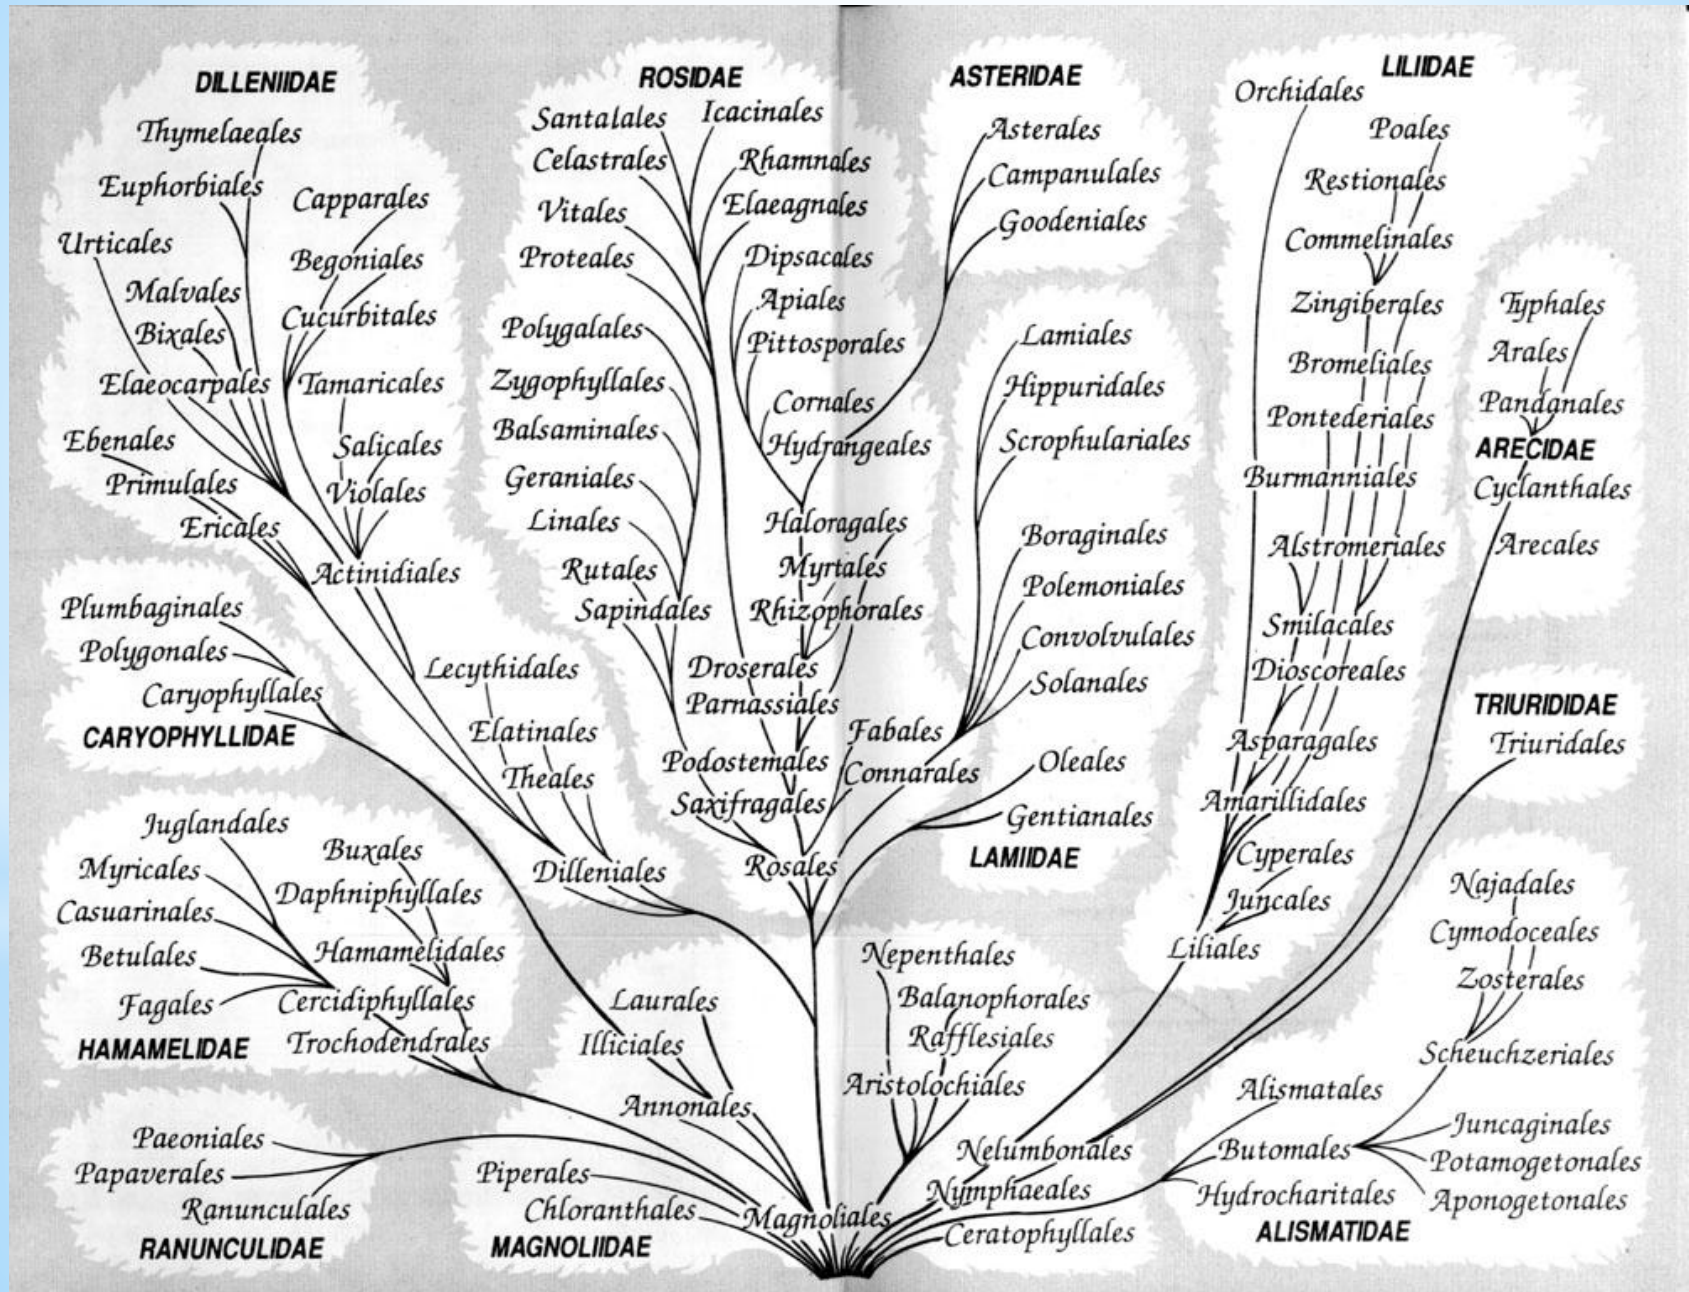 DILLENIIDAE
Thymelaeales
Euphorbiales
Capparales
Urticales
Begoniales
Malvales
Cucurbitales
Bixales
Elaeocarpales
Tamaricales
Ebenales
Salicales
Primulales
Violales
Ericales
Actinidiales
Lecythidales
Elatinales
Theales
Dilleniales
Plumbaginales
Polygonales
Caryophyllales
CARYOPHYLLIDAE
Juglandales
Buxales
Myricales
Daphniphyllales
Casuarinales
Hamamelidales
Betulales
Cercidiphyllales
Fagales
Trochodendrales
HAMAMELIDAE
Paeoniales
Papaverales
Ranunculales
RANUNCULIDAE
ROSIDAE
Santalales
Icacinales
Celastrales
Rhamnales
Vitales
Elaeagnales
Proteales
Dipsacales
Apiales
Polygalales
Pittosporales
Zygophyllales
Cornales
Balsaminales
Hydrangeales
Geraniales
Linales
Haloragales
Rutales
Myrtales
Sapindales
Rhizophorales
Droserales
Parnassiales
Fabales
Podostemales
Connarales
Saxifragales
Rosales
ASTERIDAE
Asterales
Campanulales
Goodeniales
Lamiales
Hippuridales
Scrophulariales
Boraginales
Polemoniales
Convolvulales
Solanales
Oleales
Gentianales
LAMIIDAE
LILIIDAE
Orchidales
Poales
Restionales
Commelinales
Zingiberales
Bromeliales
Pontederiales
Burmanniales
Alstromeriales
Smilacales
Dioscoreales
Asparagales
Amarillidales
Cyperales
Juncales
Liliales
Typhales
Arales
Pandanales
ARECIDAE
Cyclanthales
Arecales
TRIURIDIDAE
Triuridales
Najadales
Cymodoceales
Zosterales
Scheuchzeriales
Alismatales
Juncaginales
Butomales
Potamogetonales
Hydrocharitales
Aponogetonales
ALISMATIDAE
Laurales
Illiciales
Annonales
Piperales
Chloranthales
Magnoliales
MAGNOLIIDAE
Nepenthales
Balanophorales
Rafflesiales
Aristolochiales
Nelumbonales
Nymphaeales
Ceratophyllales